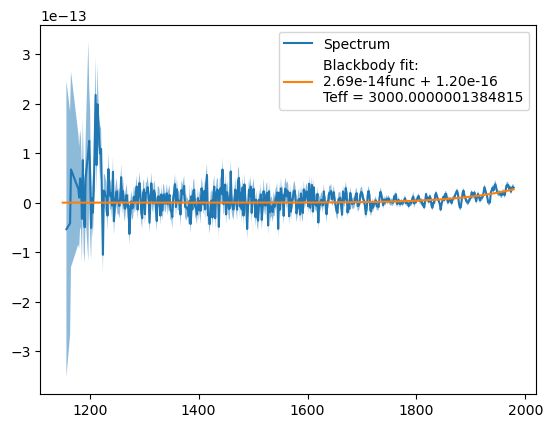 1e−13
Spectrum
Blackbody fit:
2.69e-14func + 1.20e-16
Teff = 3000.0000001384815
3
2
1
0
−1
−2
−3
1200
1400
1600
1800
2000